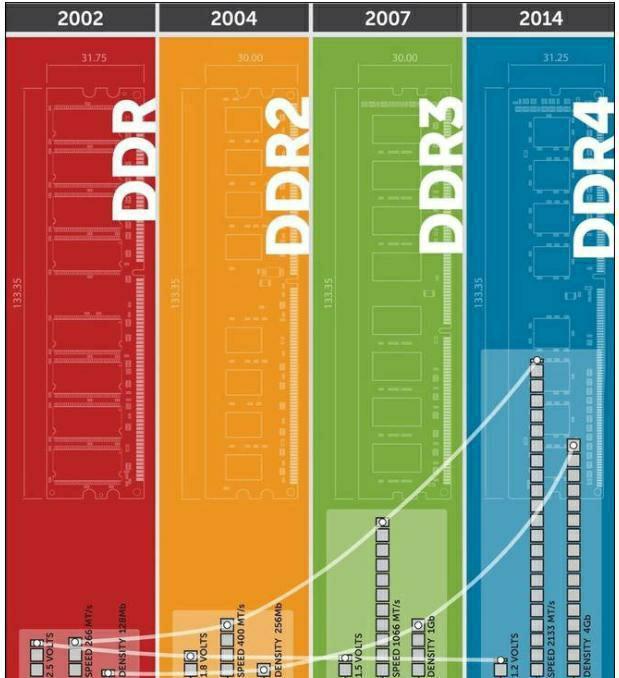 2002
2004
2007
2014
31.75
30.00
30.00
31.25
DDR
DDR2
DDR3
DDR4
133.35
133.35
133.35
133.35
2.5 VOLTS
SPEED 266 MT/s
DENSITY 128Mb
1.8 VOLTS
SPEED 400 MT/s
DENSITY 256Mb
1.5 VOLTS
SPEED 1066 MT/s
DENSITY 1Gb
1.2 VOLTS
SPEED 2133 MT/s
DENSITY 4Gb